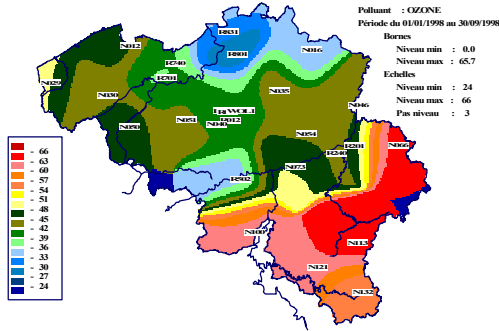 Polluant : OZONE
Période du 01/01/1998 au 30/09/1998
Bornes
Niveau min : 0.0
Niveau max : 65.7
Echelles
Niveau min : 24
Niveau max : 66
Pas niveau : 3
R831
N012
R801
N016
R740
R701
N029
N030
N035
N046
WOL1
R012
N040
N051
N050
N054
R201
R240
N066
N073
R502
N100
N113
N121
N132
- 66
- 63
- 60
- 57
- 54
- 51
- 48
- 45
- 42
- 39
- 36
- 33
- 30
- 27
- 24